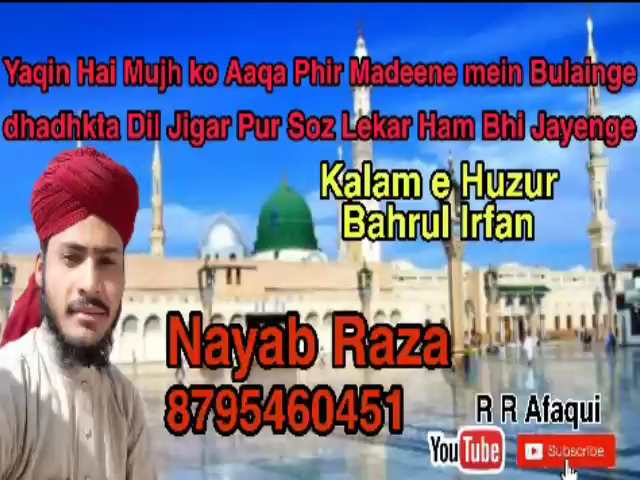 Yaqin Hai Mujh ko Aaqa Phir Madeene mein Bulainge
dhadhkta Dil Jigar Pur Soz Lekar Ham Bhi Jayenge
Kalam e Huzur
Bahrul Irfan
Nayab Raza
8795460451
R R Afaqui
YouTube Subscribe